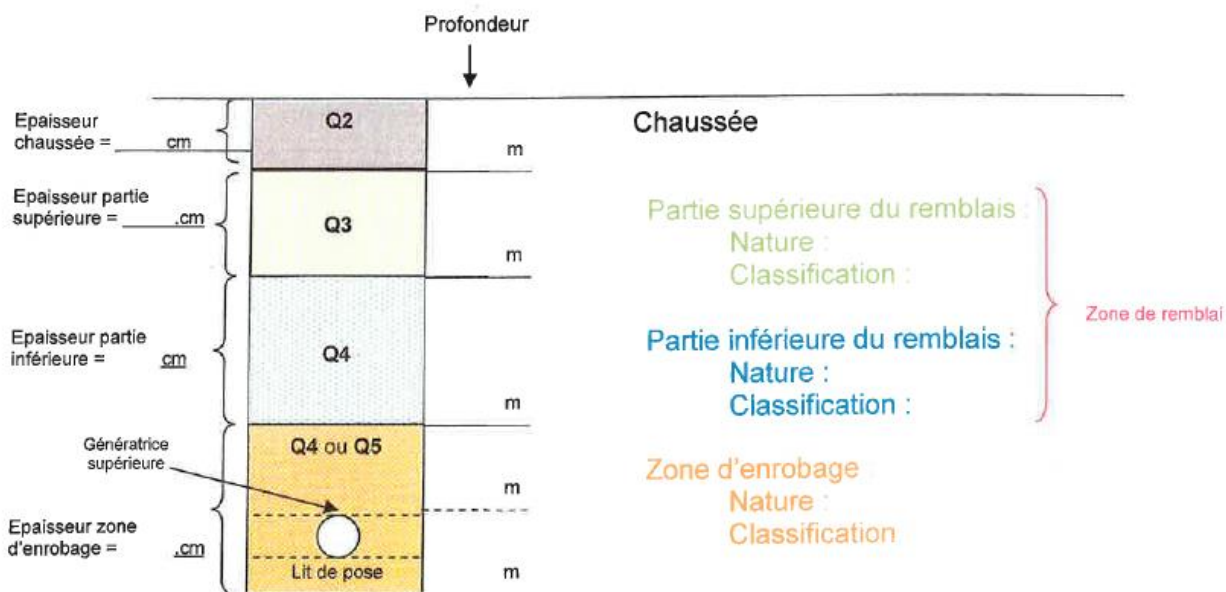 Profondeur
Epaisseur
chaussée = ______ cm
Q2
m
Chaussée
Epaisseur partie
supérieure = ______.cm
Q3
m
Partie supérieure du remblais :
Nature :
Classification :
Epaisseur partie
inférieure = cm
Q4
m
Partie inférieure du remblais :
Nature :
Classification :
Zone de remblai
Génératrice
supérieure
Q4 ou Q5
m
Epaisseur zone
d'enrobage = .cm
Lit de pose
m
Zone d'enrobage :
Nature :
Classification